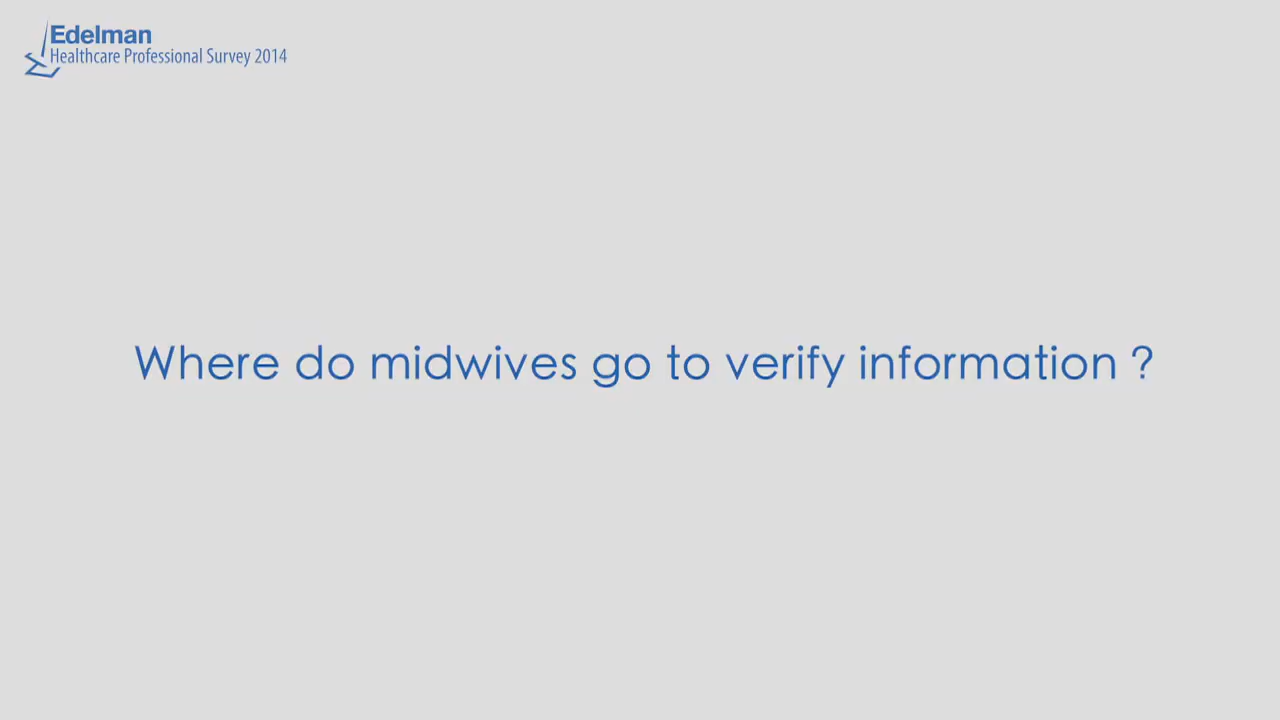 Edelman
Healthcare Professional Survey 2014
Where do midwives go to verify information ?